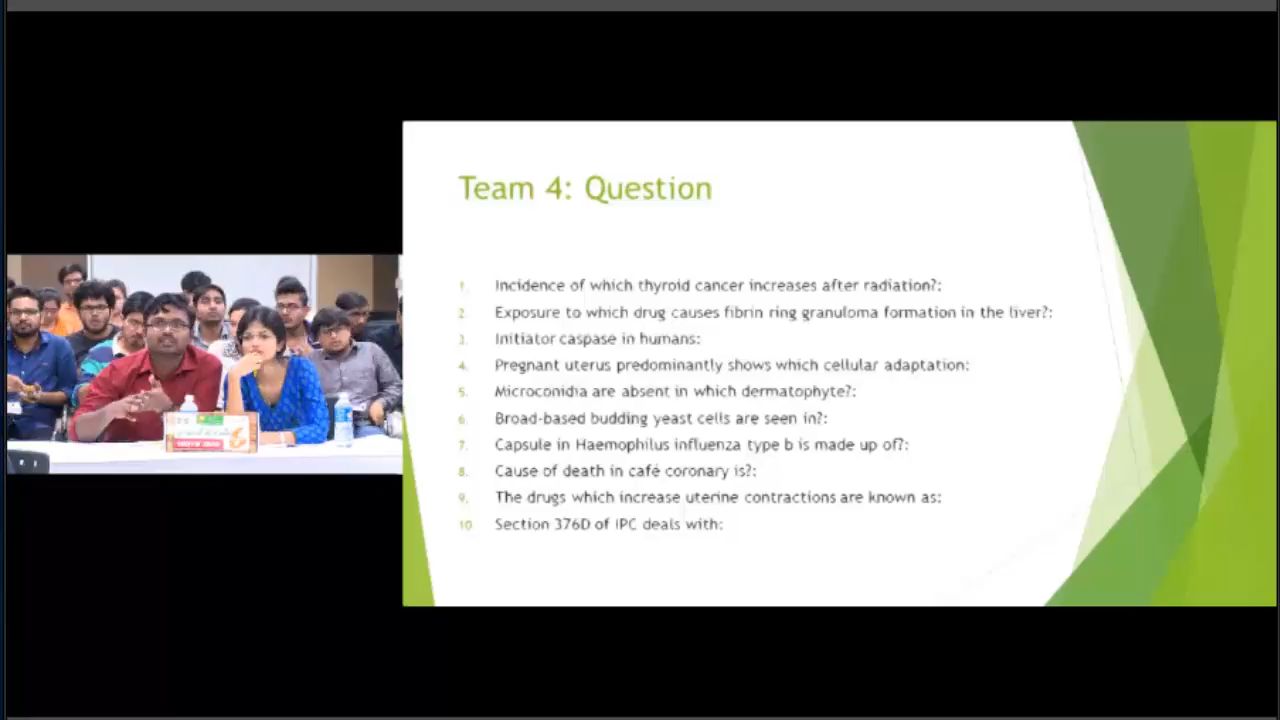 Team 4: Question
1. Incidence of which thyroid cancer increases after radiation?:
2. Exposure to which drug causes fibrin ring granuloma formation in the liver?:
3. Initiator caspase in humans:
4. Pregnant uterus predominantly shows which cellular adaptation:
5. Microconidia are absent in which dermatophyte?:
6. Broad-based budding yeast cells are seen in?:
7. Capsule in Haemophilus influenza type b is made up of?:
8. Cause of death in café coronary is?:
9. The drugs which increase uterine contractions are known as:
10 Section 376D of IPC deals with: